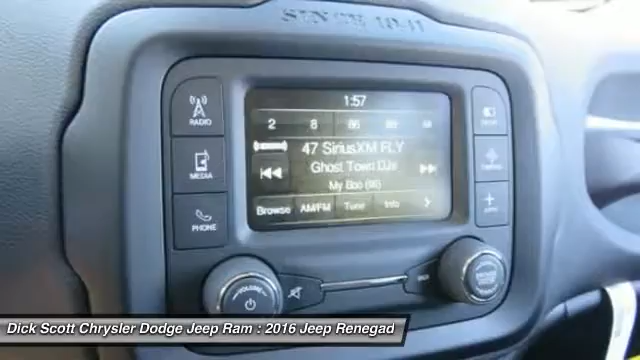 SINCE 1941
1:57
2 8 86
47 SiriusXM FLY
Ghost Town DJs
My Boo (96)
Browse AM/FM Tune Info
RADIO
MEDIA
PHONE
VOLUME
Dick Scott Chrysler Dodge Jeep Ram : 2016 Jeep Renegad